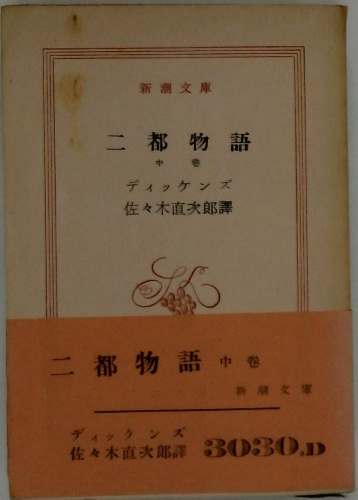 新潮文庫
二都物語
中巻
ディッケンズ
佐々木直次郎譯
二都物語 中巻
新潮文庫
ディッケンズ
佐々木直次郎譯 3030.D